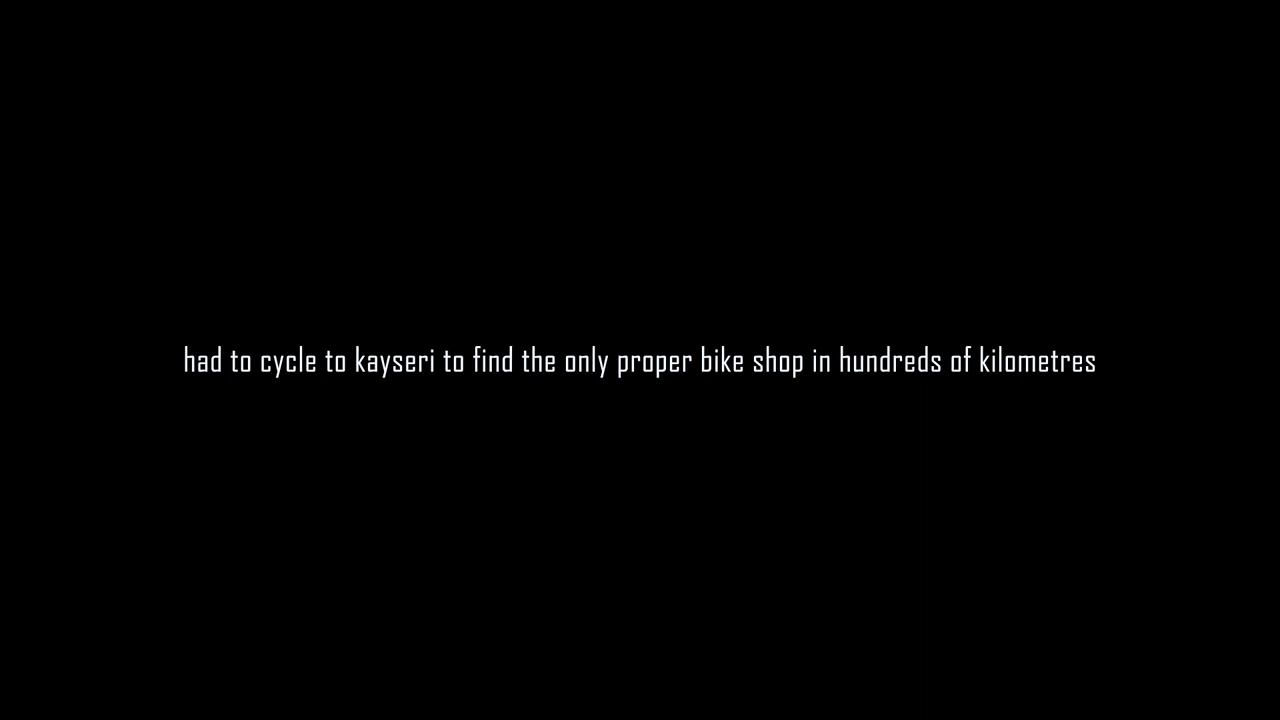 had to cycle to kayseri to find the only proper bike shop in hundreds of kilometres